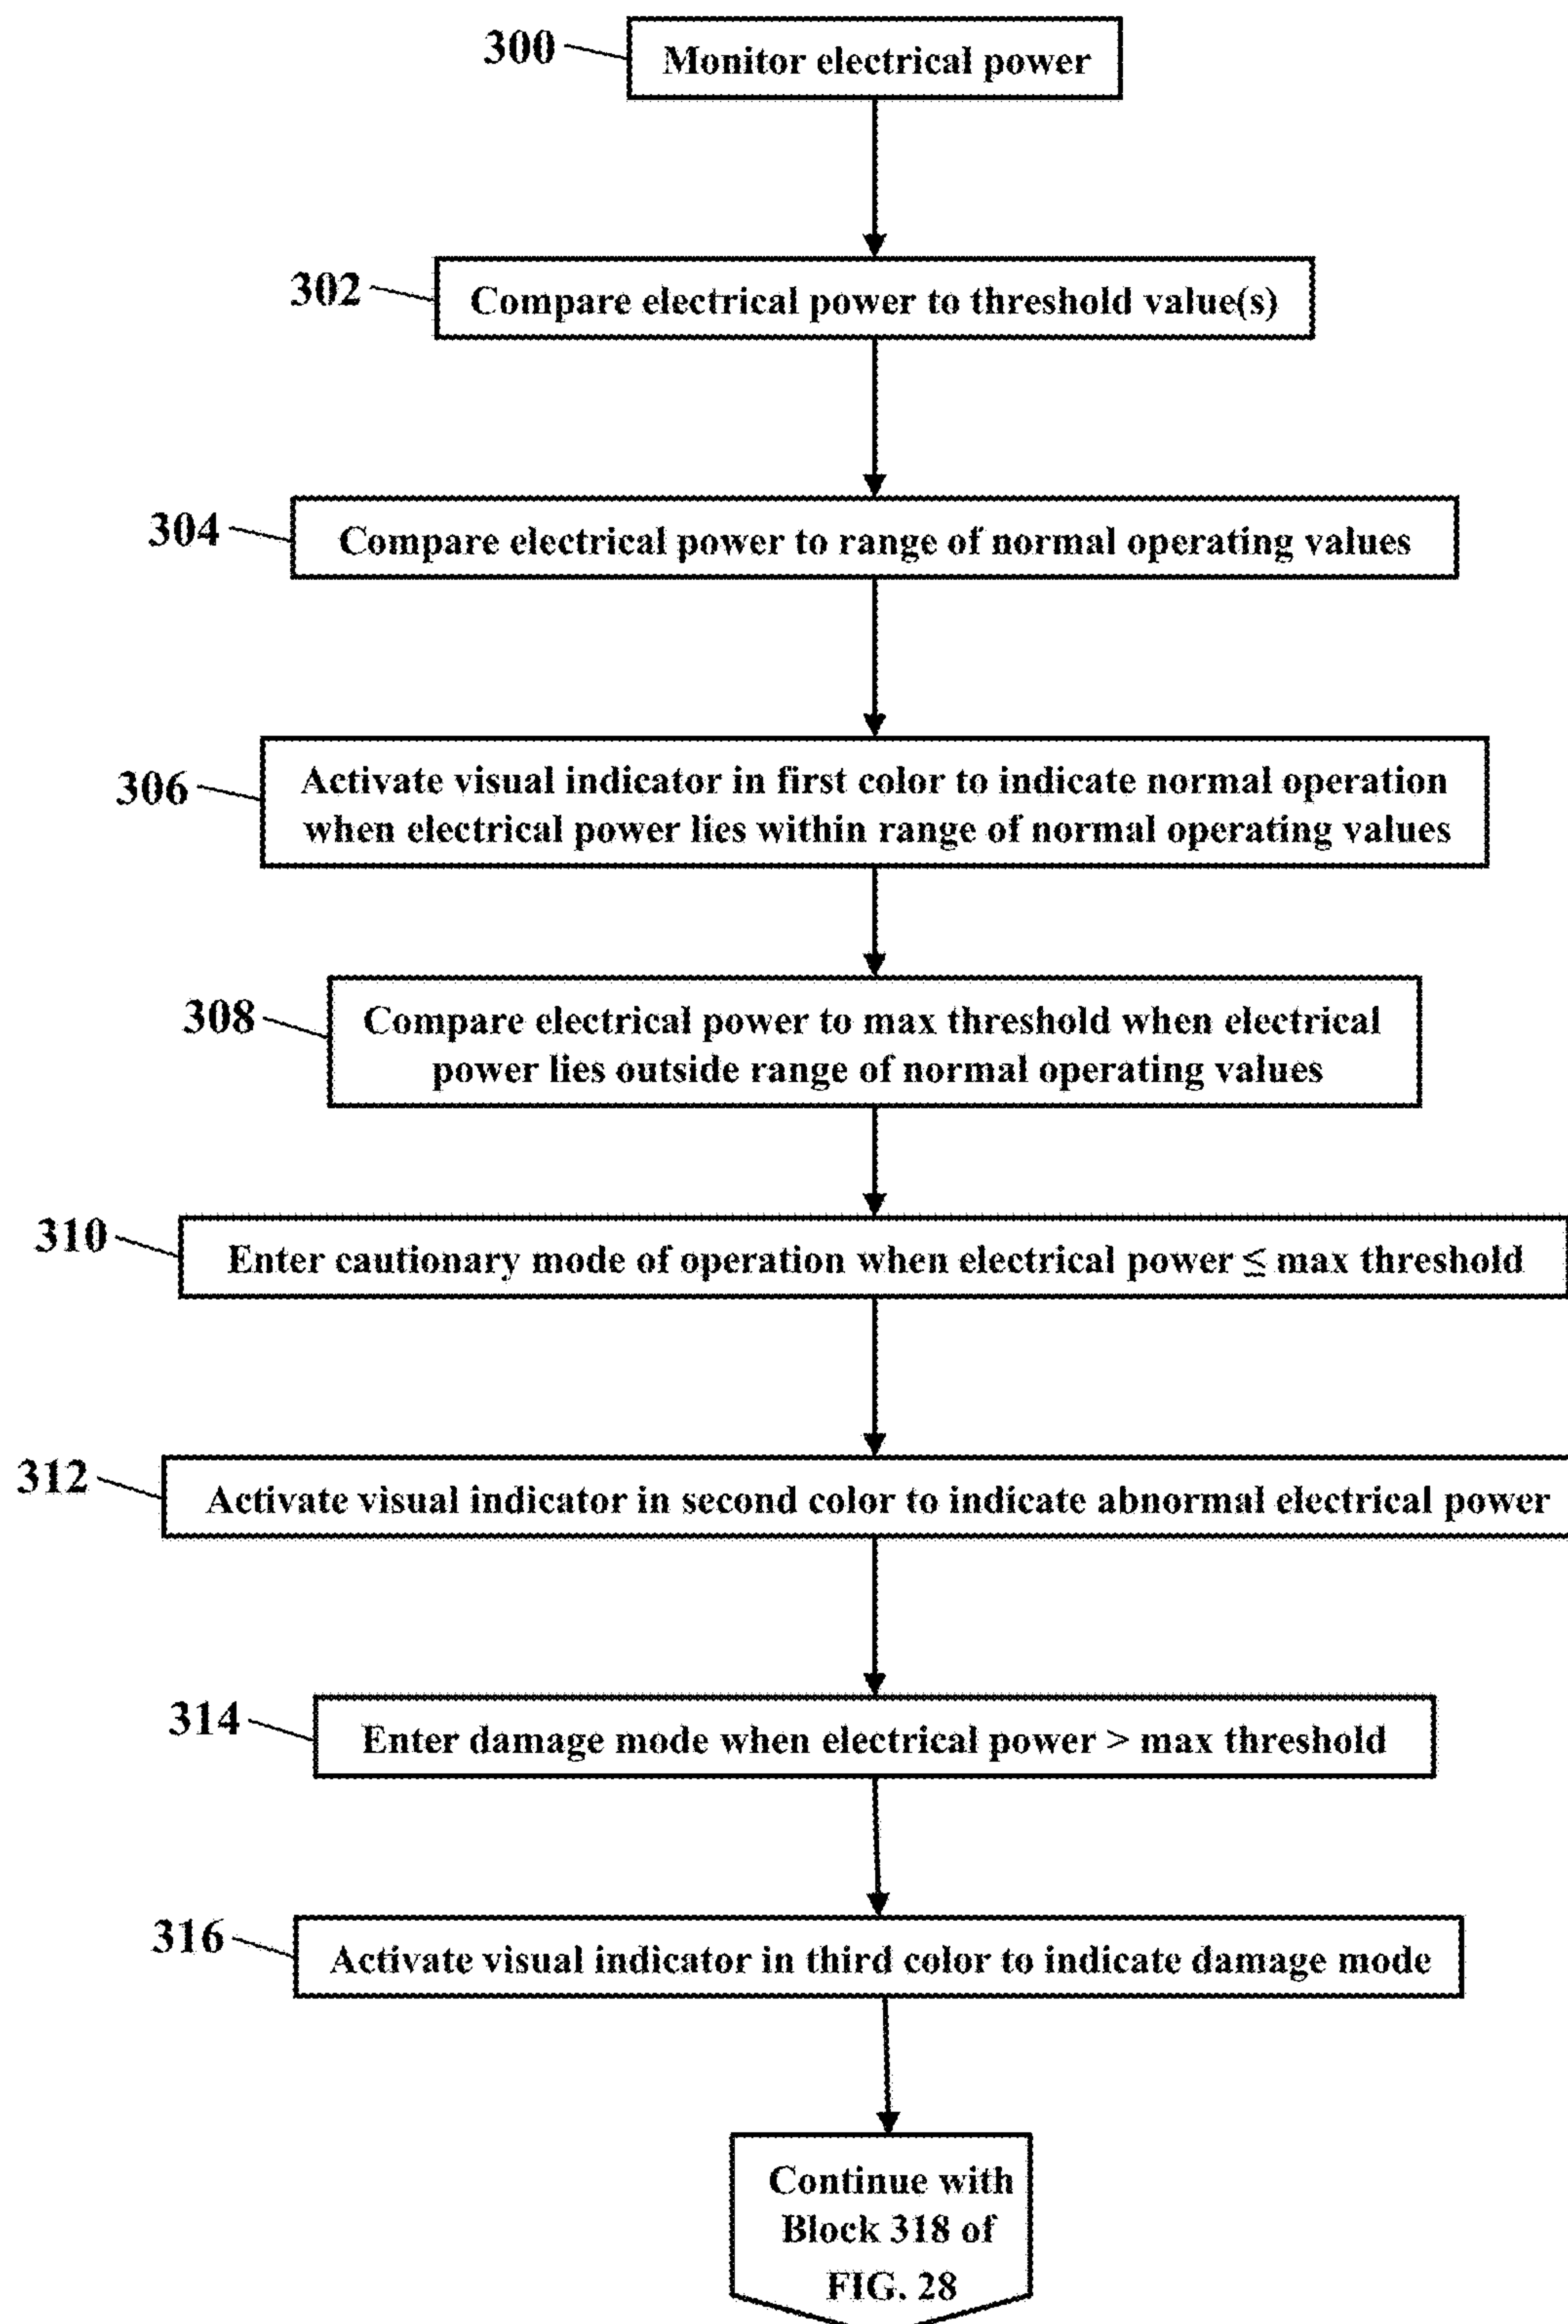 300
Monitor electrical power
302
Compare electrical power to threshold value(s)
304
Compare electrical power to range of normal operating values
306
Activate visual indicator in first color to indicate normal operation
when electrical power lies within range of normal operating values
308
Compare electrical power to max threshold when electrical
power lies outside range of normal operating values
310
Enter cautionary mode of operation when electrical power ≤ max threshold
312
Activate visual indicator in second color to indicate abnormal electrical power
314
Enter damage mode when electrical power > max threshold
316
Activate visual indicator in third color to indicate damage mode
Continue with
Block 318 of
FIG. 28